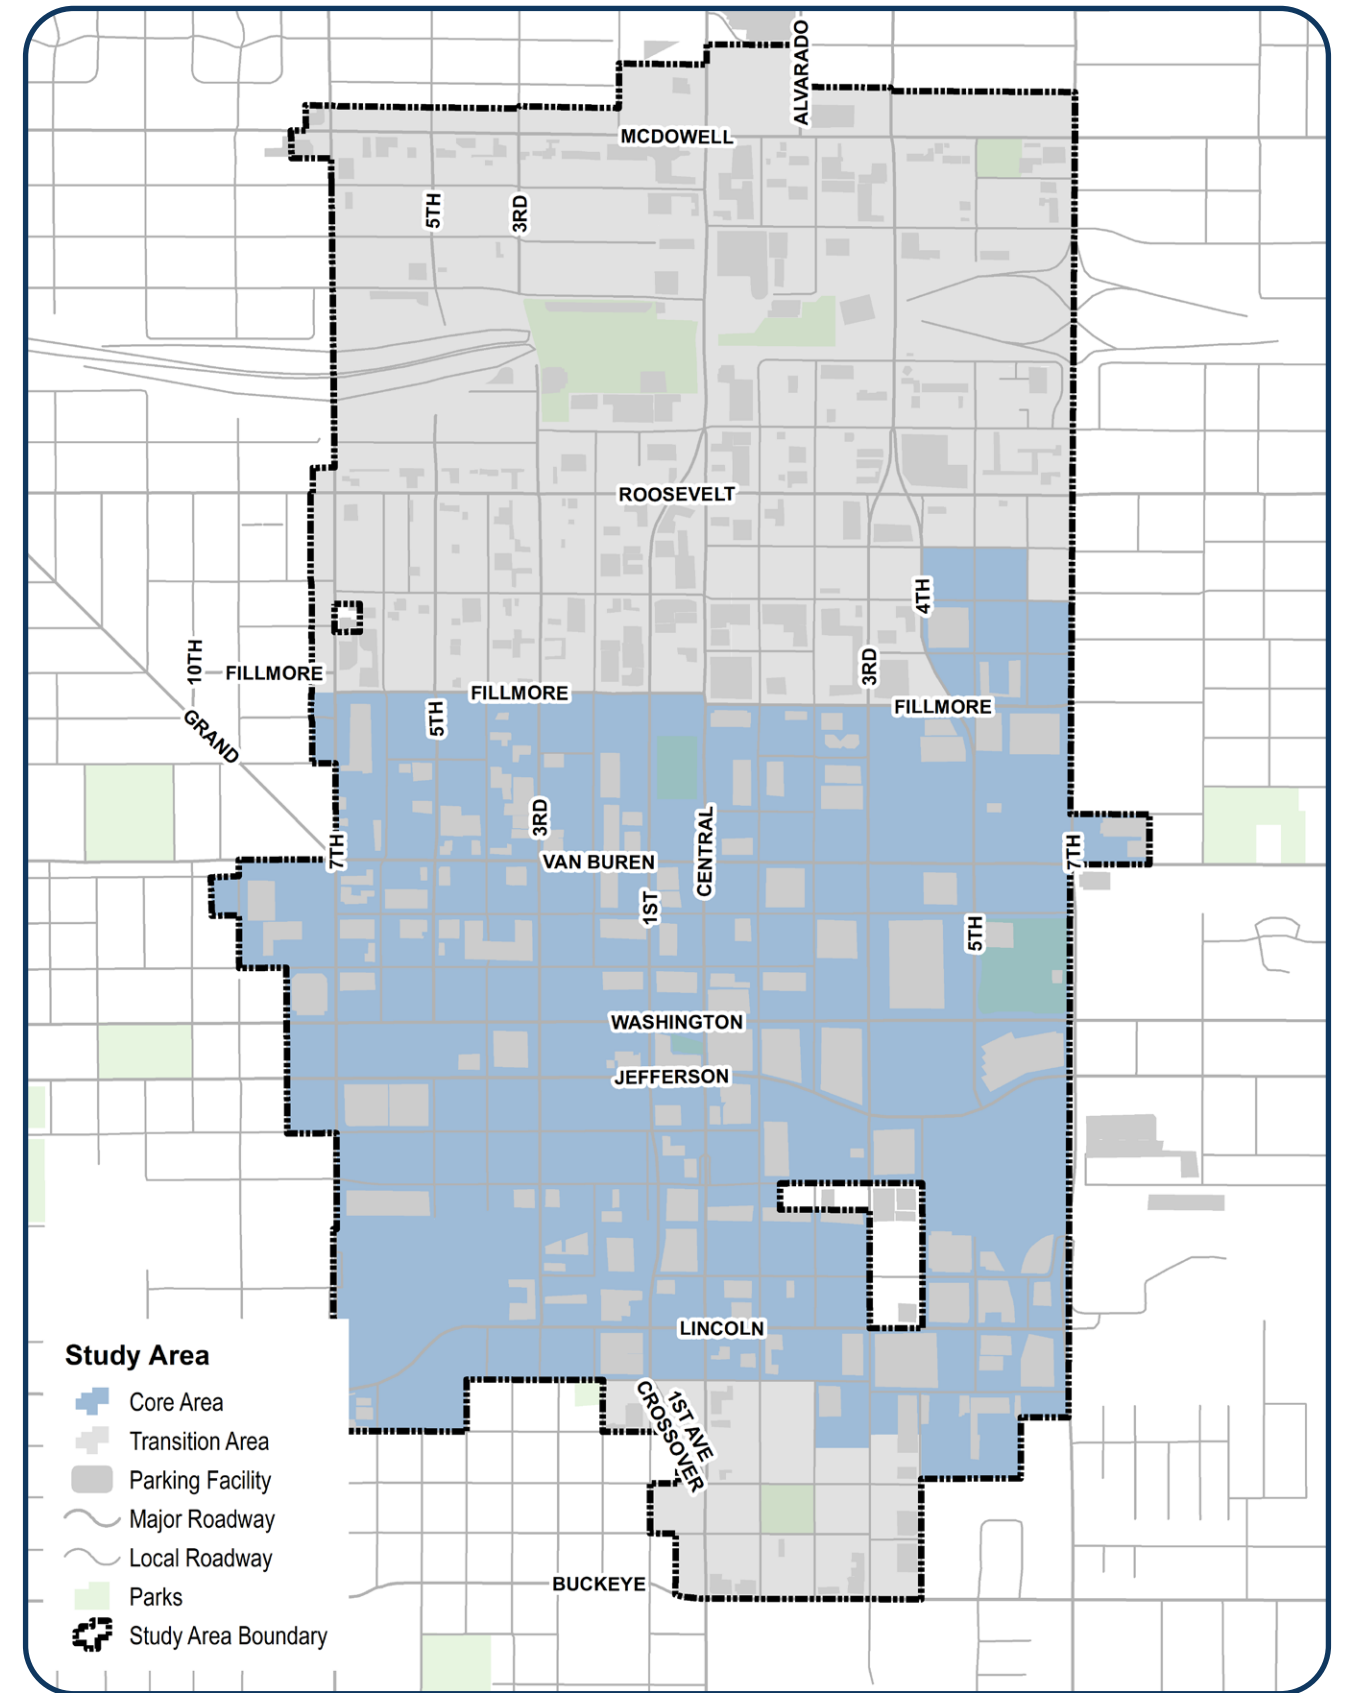 ALVARADO
MCDOWELL
5TH
3RD
ROOSEVELT
4TH
10TH
FILLMORE
3RD
FILLMORE
FILLMORE
5TH
GRAND
3RD
CENTRAL
7TH
VAN BUREN
7TH
1ST
5TH
WASHINGTON
JEFFERSON
LINCOLN
1ST AVE
CROSSOVER
BUCKEYE
Study Area
Core Area
Transition Area
Parking Facility
Major Roadway
Local Roadway
Parks
Study Area Boundary